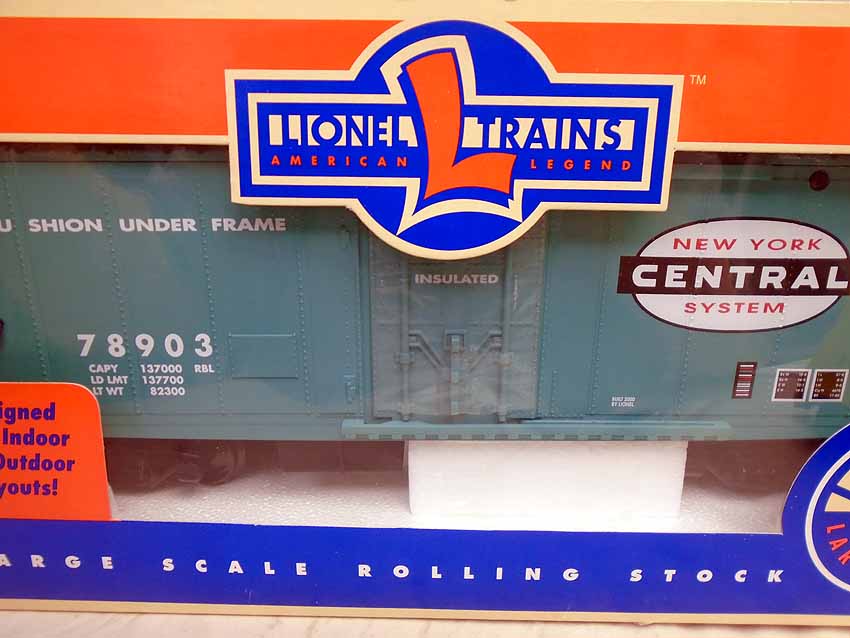 LIONEL TRAINS
AMERICAN LEGEND
TM
U SHION UNDER FRAME
INSULATED
NEW YORK
CENTRAL
SYSTEM
78903
CAPY 137000 RBL
LD LMT 137700
LT WT 82300
BUILT 2000
BY LIONEL
igned
Indoor
Outdoor
youts!
ARGE SCALE ROLLING STOCK
LAK